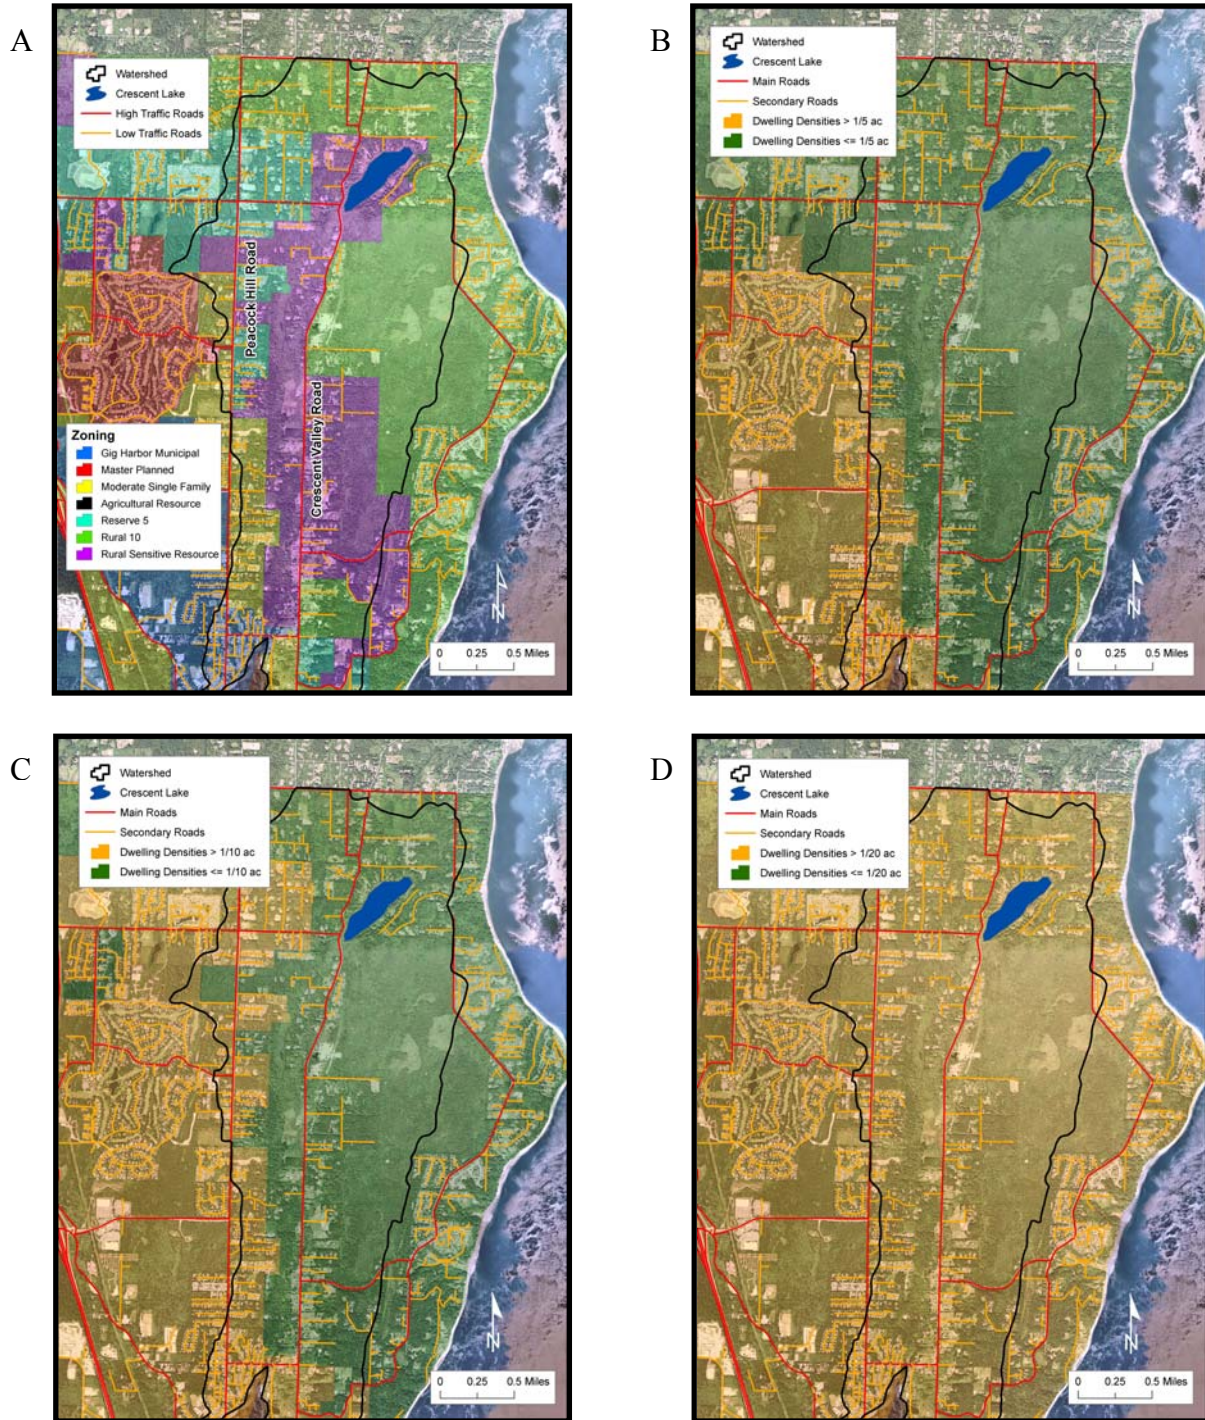 A
Watershed
Crescent Lake
High Traffic Roads
Low Traffic Roads
Peacock Hill Road
Crescent Valley Road
Zoning
Gig Harbor Municipal
Master Planned
Moderate Single Family
Agricultural Resource
Reserve 5
Rural 10
Rural Sensitive Resource
N
0 0.25 0.5 Miles
B
Watershed
Crescent Lake
Main Roads
Secondary Roads
Dwelling Densities > 1/5 ac
Dwelling Densities <= 1/5 ac
N
0 0.25 0.5 Miles
C
Watershed
Crescent Lake
Main Roads
Secondary Roads
Dwelling Densities > 1/10 ac
Dwelling Densities <= 1/10 ac
N
0 0.25 0.5 Miles
D
Watershed
Crescent Lake
Main Roads
Secondary Roads
Dwelling Densities > 1/20 ac
Dwelling Densities <= 1/20 ac
N
0 0.25 0.5 Miles